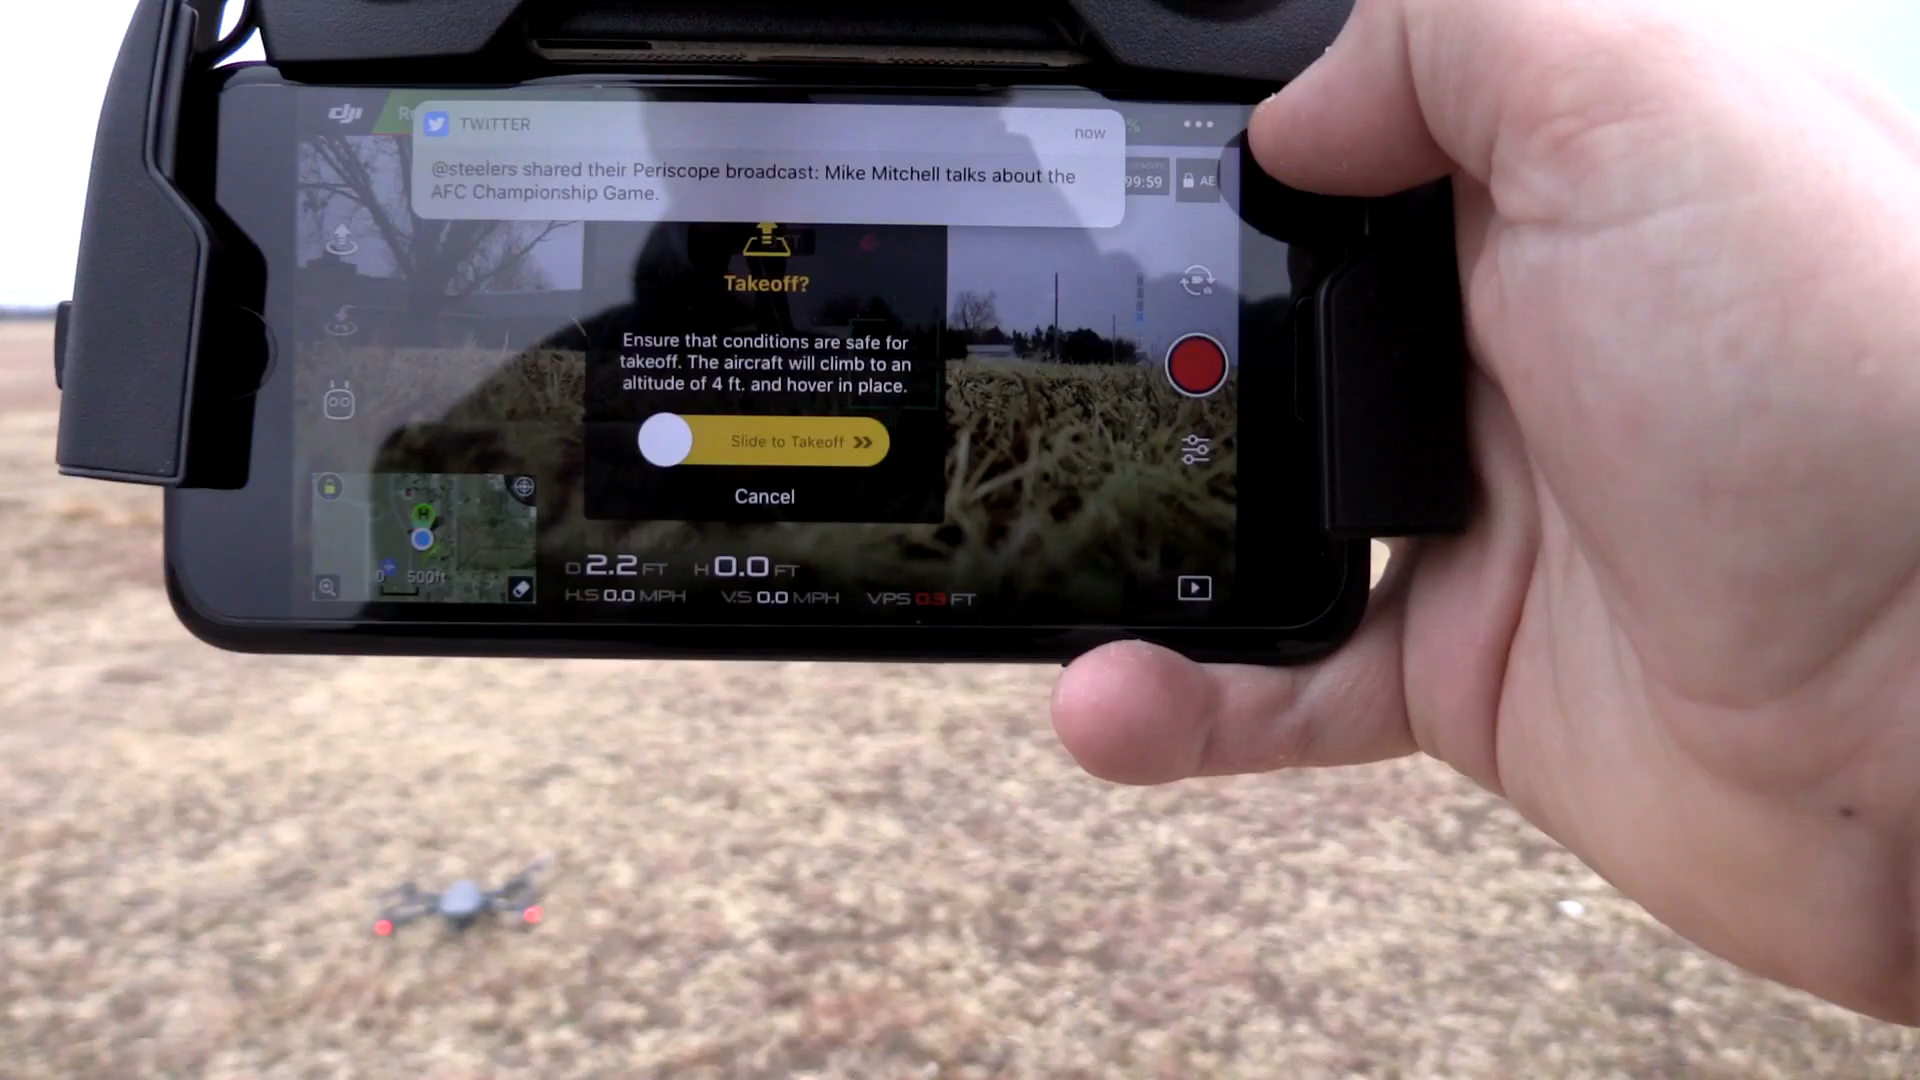 dji
TWITTER
now
@steelers shared their Periscope broadcast: Mike Mitchell talks about the
AFC Championship Game.
%
99:59
AE
Takeoff?
Ensure that conditions are safe for
takeoff. The aircraft will climb to an
altitude of 4 ft. and hover in place.
Slide to Takeoff
Cancel
H
0 500ft
D 2.2 FT H 0.0 FT
H.S 0.0 MPH V.S 0.0 MPH VPS 0.3 FT